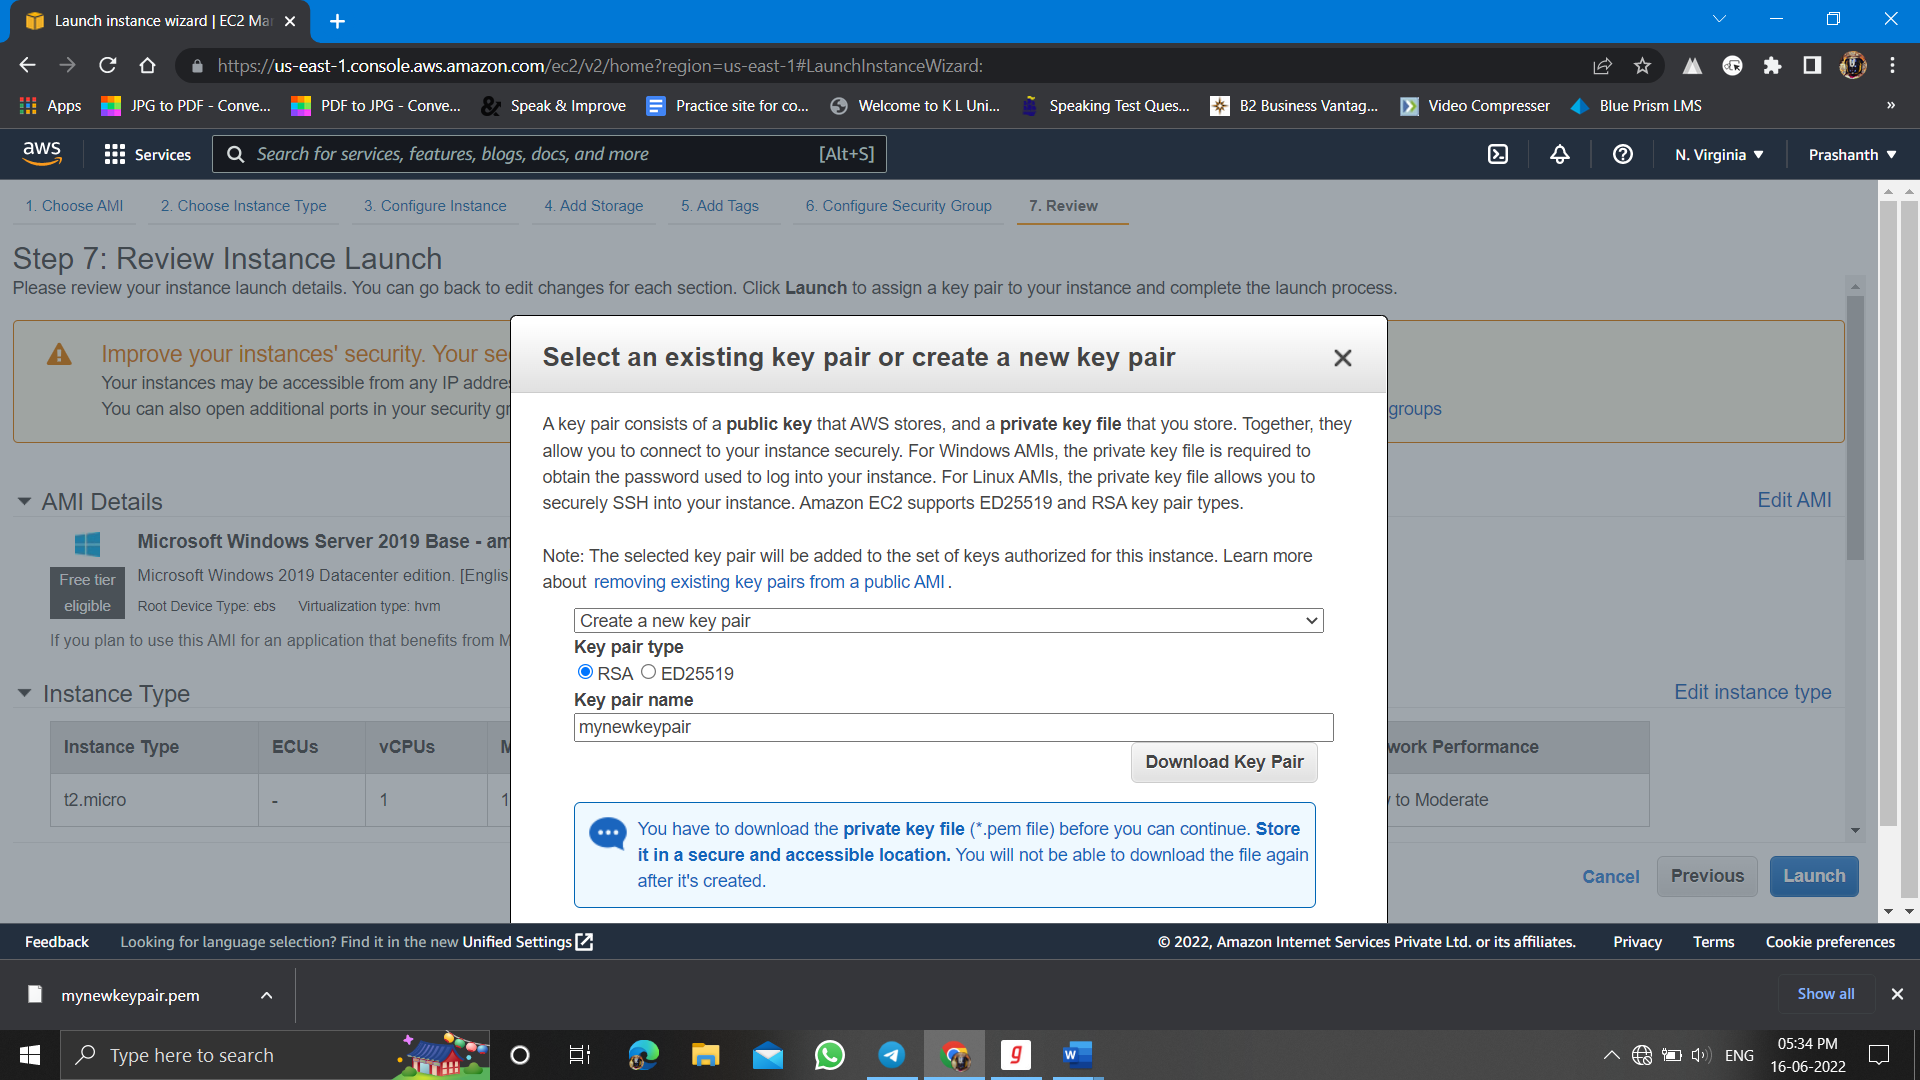 Launch instance wizard | EC2 Mar
https://us-east-1.console.aws.amazon.com/ec2/v2/home?region=us-east-1#LaunchInstanceWizard:
Apps JPG to PDF - Conve... PDF to JPG - Conve... Speak & Improve Practice site for co... Welcome to K L Uni... Speaking Test Ques... B2 Business Vantag... Video Compresser Blue Prism LMS »
aws Services Search for services, features, blogs, docs, and more [Alt+S] N. Virginia Prashanth
1. Choose AMI 2. Choose Instance Type 3. Configure Instance 4. Add Storage 5. Add Tags 6. Configure Security Group 7. Review
Step 7: Review Instance Launch
Please review your instance launch details. You can go back to edit changes for each section. Click Launch to assign a key pair to your instance and complete the launch process.
Improve your instances' security. Your se
Your instances may be accessible from any IP addre
You can also open additional ports in your security gr groups
AMI Details Edit AMI
Microsoft Windows Server 2019 Base - am
Free tier eligible
Microsoft Windows 2019 Datacenter edition. [Englis
Root Device Type: ebs Virtualization type: hvm
If you plan to use this AMI for an application that benefits from M
Instance Type Edit instance type
Instance Type ECUs vCPUs M work Performance
t2.micro - 1 1 to Moderate
Select an existing key pair or create a new key pair
A key pair consists of a public key that AWS stores, and a private key file that you store. Together, they
allow you to connect to your instance securely. For Windows AMIs, the private key file is required to
obtain the password used to log into your instance. For Linux AMIs, the private key file allows you to
securely SSH into your instance. Amazon EC2 supports ED25519 and RSA key pair types.
Note: The selected key pair will be added to the set of keys authorized for this instance. Learn more
about removing existing key pairs from a public AMI.
Create a new key pair
Key pair type
RSA ED25519
Key pair name
mynewkeypair
Download Key Pair
You have to download the private key file (*.pem file) before you can continue. Store
it in a secure and accessible location. You will not be able to download the file again
after it's created.
Cancel Previous Launch
Feedback Looking for language selection? Find it in the new Unified Settings © 2022, Amazon Internet Services Private Ltd. or its affiliates. Privacy Terms Cookie preferences
mynewkeypair.pem Show all
Type here to search ENG 05:34 PM
16-06-2022